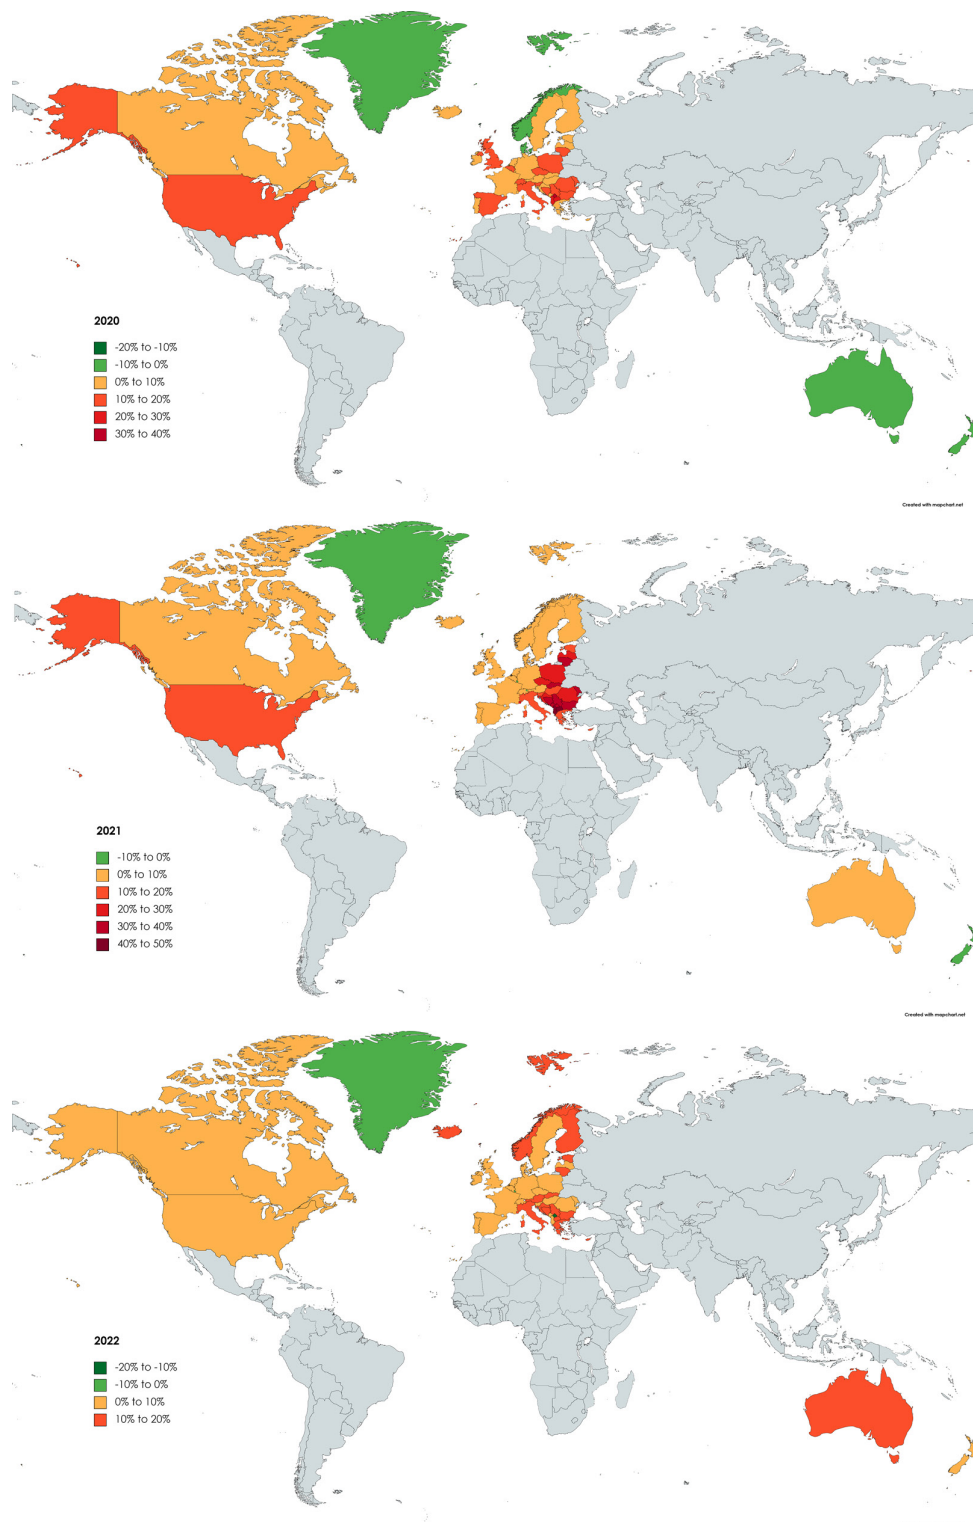 2020
-20% to -10%
-10% to 0%
0% to 10%
10% to 20%
20% to 30%
30% to 40%
Created with mapchart.net
2021
-10% to 0%
0% to 10%
10% to 20%
20% to 30%
30% to 40%
40% to 50%
Created with mapchart.net
2022
-20% to -10%
-10% to 0%
0% to 10%
10% to 20%